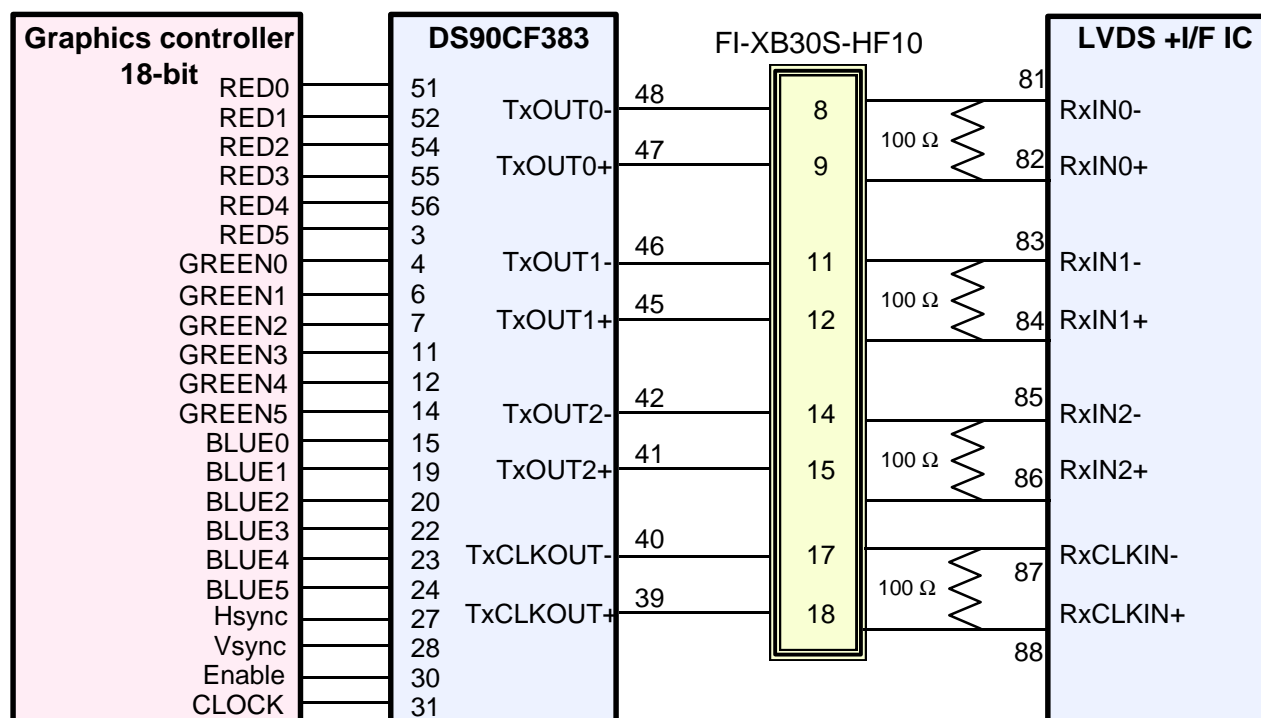 Graphics controller
18-bit
RED0
RED1
RED2
RED3
RED4
RED5
GREEN0
GREEN1
GREEN2
GREEN3
GREEN4
GREEN5
BLUE0
BLUE1
BLUE2
BLUE3
BLUE4
BLUE5
Hsync
Vsync
Enable
CLOCK
DS90CF383
51
52
54
55
56
3
4
6
7
11
12
14
15
19
20
22
23
24
27
28
30
31
TxOUT0- 48
TxOUT0+ 47
TxOUT1- 46
TxOUT1+ 45
TxOUT2- 42
TxOUT2+ 41
TxCLKOUT- 40
TxCLKOUT+ 39
FI-XB30S-HF10
8
9
11
12
14
15
17
18
100 Ω
100 Ω
100 Ω
100 Ω
LVDS +I/F IC
81 RxIN0-
82 RxIN0+
83 RxIN1-
84 RxIN1+
85 RxIN2-
86 RxIN2+
87 RxCLKIN-
88 RxCLKIN+